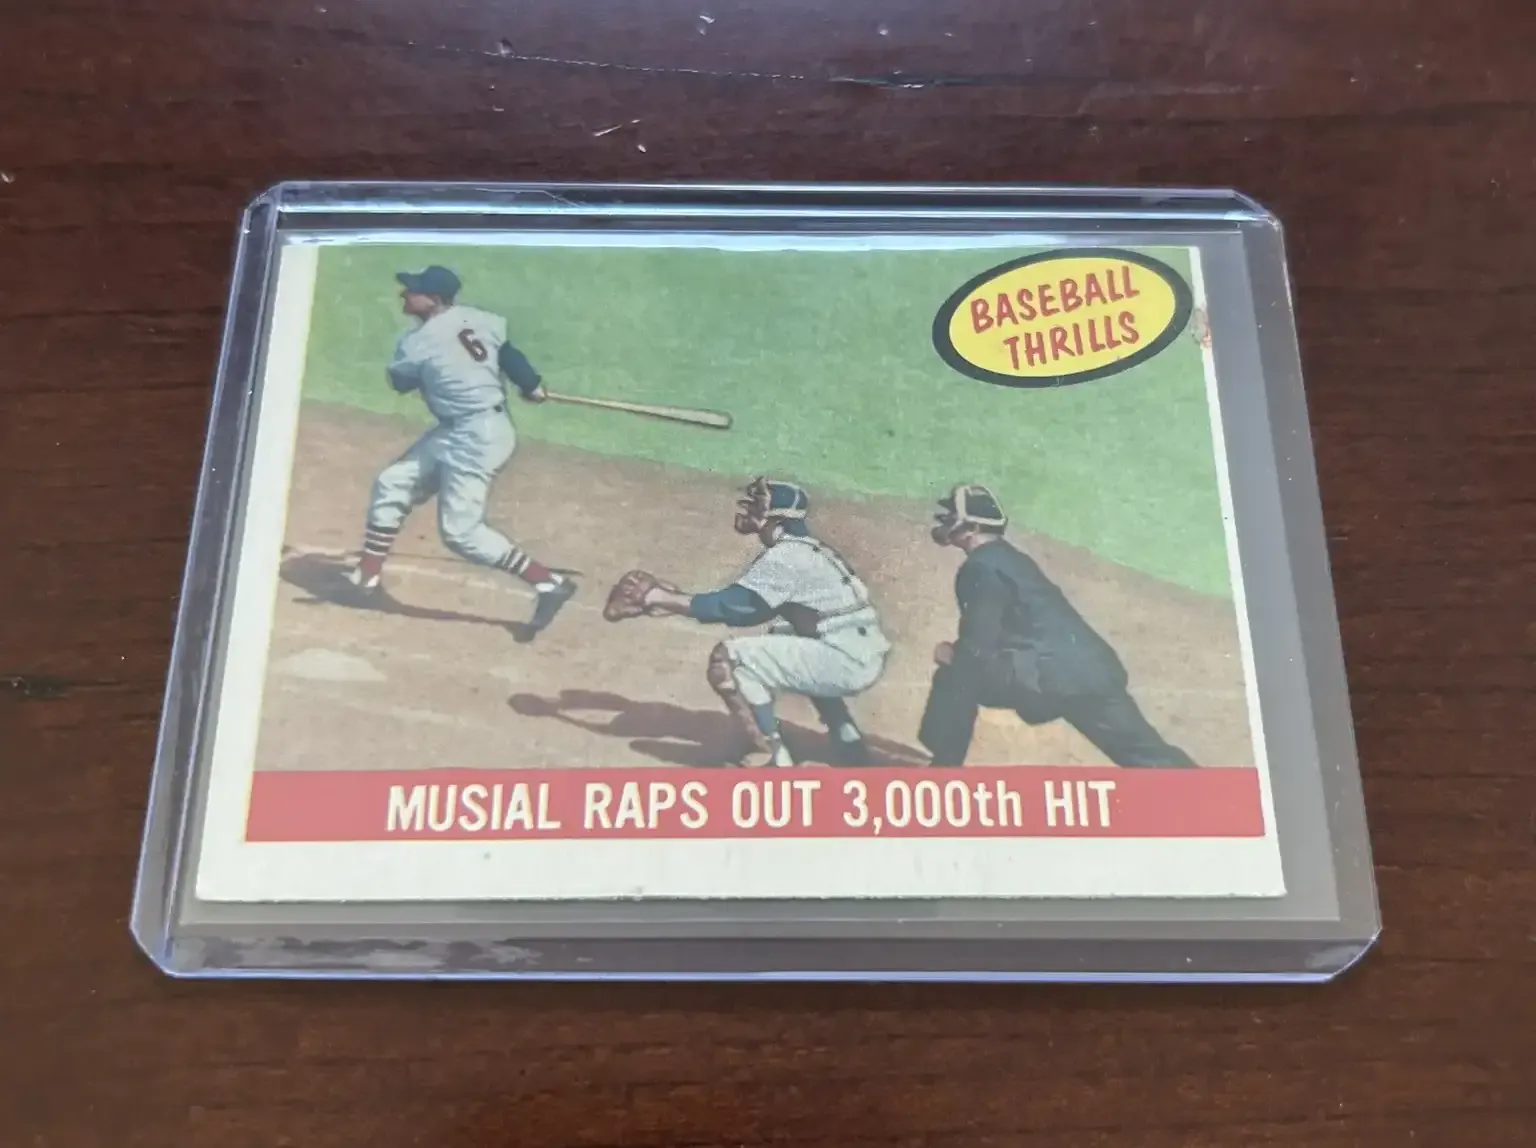 BASEBALL
THRILLS
6
MUSIAL RAPS OUT 3,000th HIT